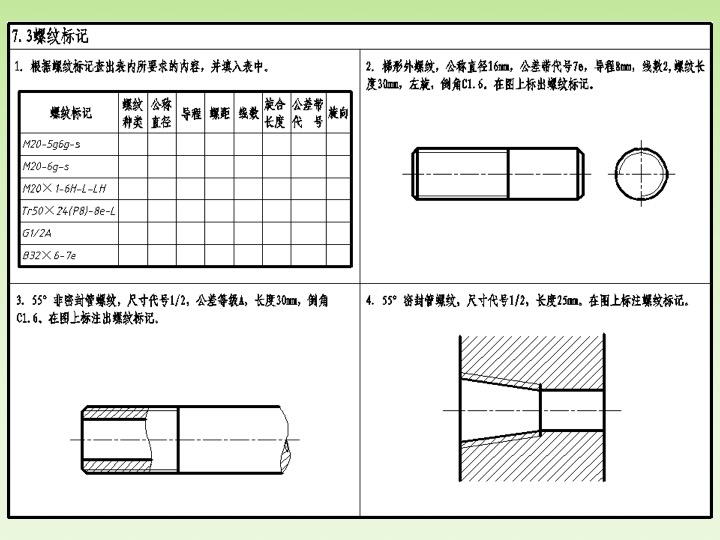 7.3螺纹标记
1. 根据螺纹标记查出表内所要求的内容，并填入表中。
螺纹标记 螺纹种类 公称直径 导程 螺距 线数 旋合长度 公差带代 号 旋向
M20-5g6g-s
M20-6g-s
M20×1-6H-L-LH
Tr50×24(P8)-8e-L
G1/2A
B32×6-7e
2. 梯形外螺纹，公称直径16mm，公差带代号7e，导程8mm，线数2,螺纹长
度30mm，左旋，倒角C1.6。在图上标出螺纹标记。
3. 55° 非密封管螺纹，尺寸代号1/2，公差等级A，长度30mm，倒角
C1.6、在图上标注出螺纹标记.
4. 55° 密封管螺纹，尺寸代号1/2，长度25mm。在图上标注螺纹标记。